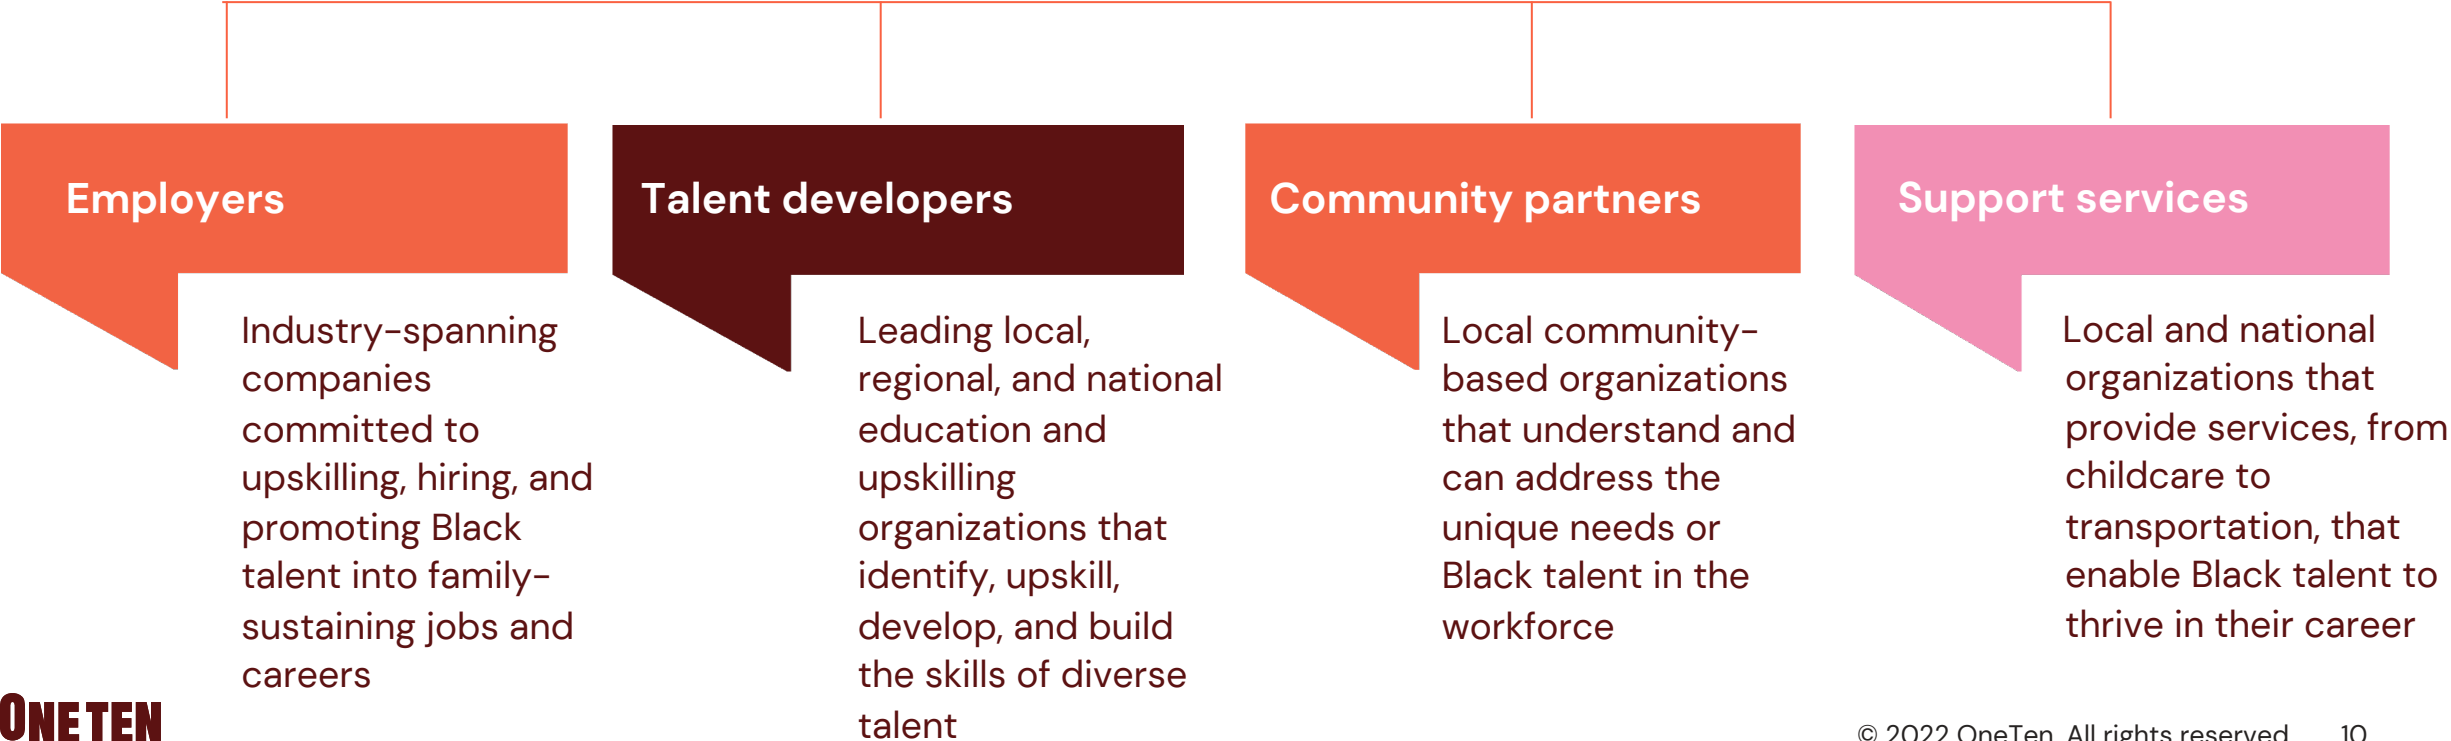 Employers
Industry-spanning
companies
committed to
upskilling, hiring, and
promoting Black
talent into family-
sustaining jobs and
careers
Talent developers
Leading local,
regional, and national
education and
upskilling
organizations that
identify, upskill,
develop, and build
the skills of diverse
talent
Community partners
Local community-
based organizations
that understand and
can address the
unique needs or
Black talent in the
workforce
Support services
Local and national
organizations that
provide services, from
childcare to
transportation, that
enable Black talent to
thrive in their career
ONETEN
© 2022 OneTen. All rights reserved 10